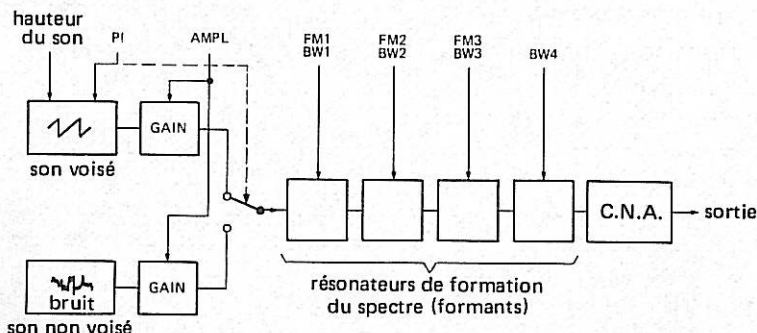 hauteur
du son
PI
AMPL
FM1
BW1
FM2
BW2
FM3
BW3
BW4
GAIN
son voisé
C.N.A.
sortie
bruit
GAIN
son non voisé
résonateurs de formation
du spectre (formants)